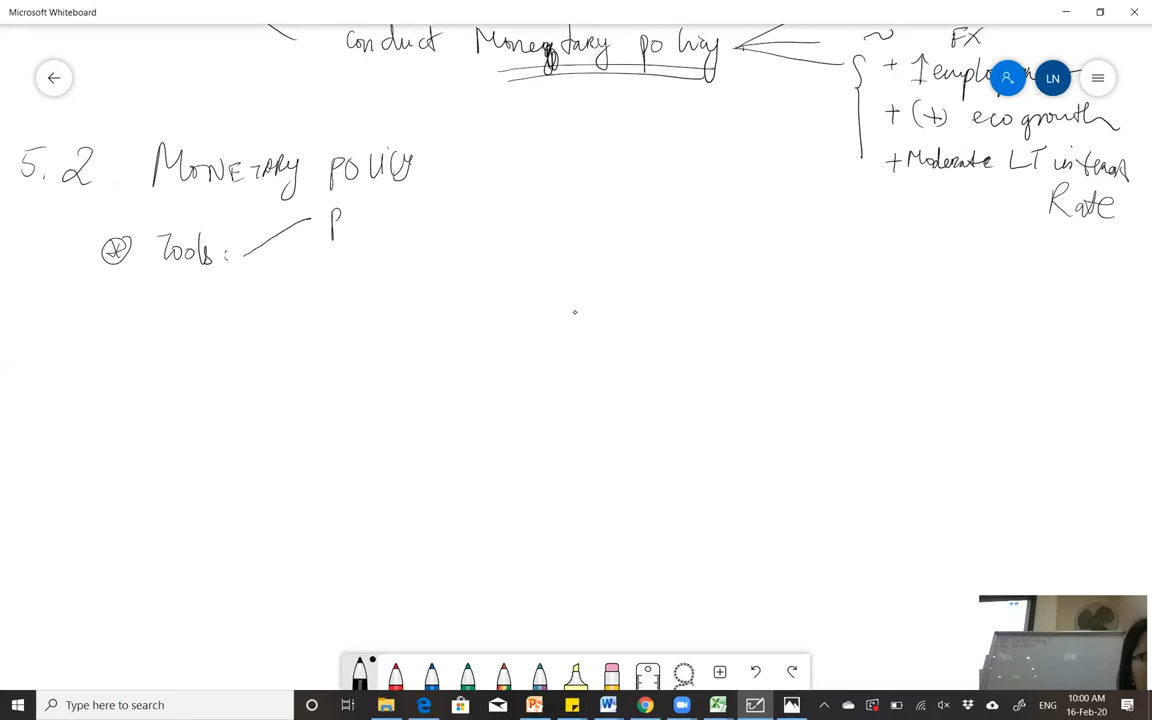 Microsoft Whiteboard
conduct Monetary policy
~ FX
+ ↑ employ
+ (+) eco growth
+ Moderate LT interest
Rate
LN
5.2 MONETARY POLICY
Tools :
P
Type here to search
ENG
10:00 AM
16-Feb-20